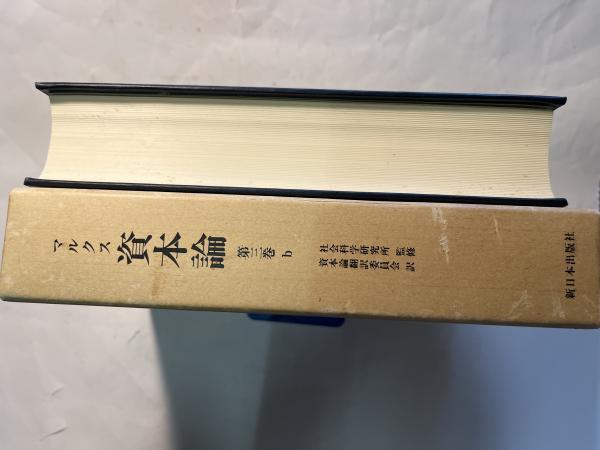 マルクス
資本論
第三巻 b
社会科学研究所 監修
資本論翻訳委員会 訳
新日本出版社